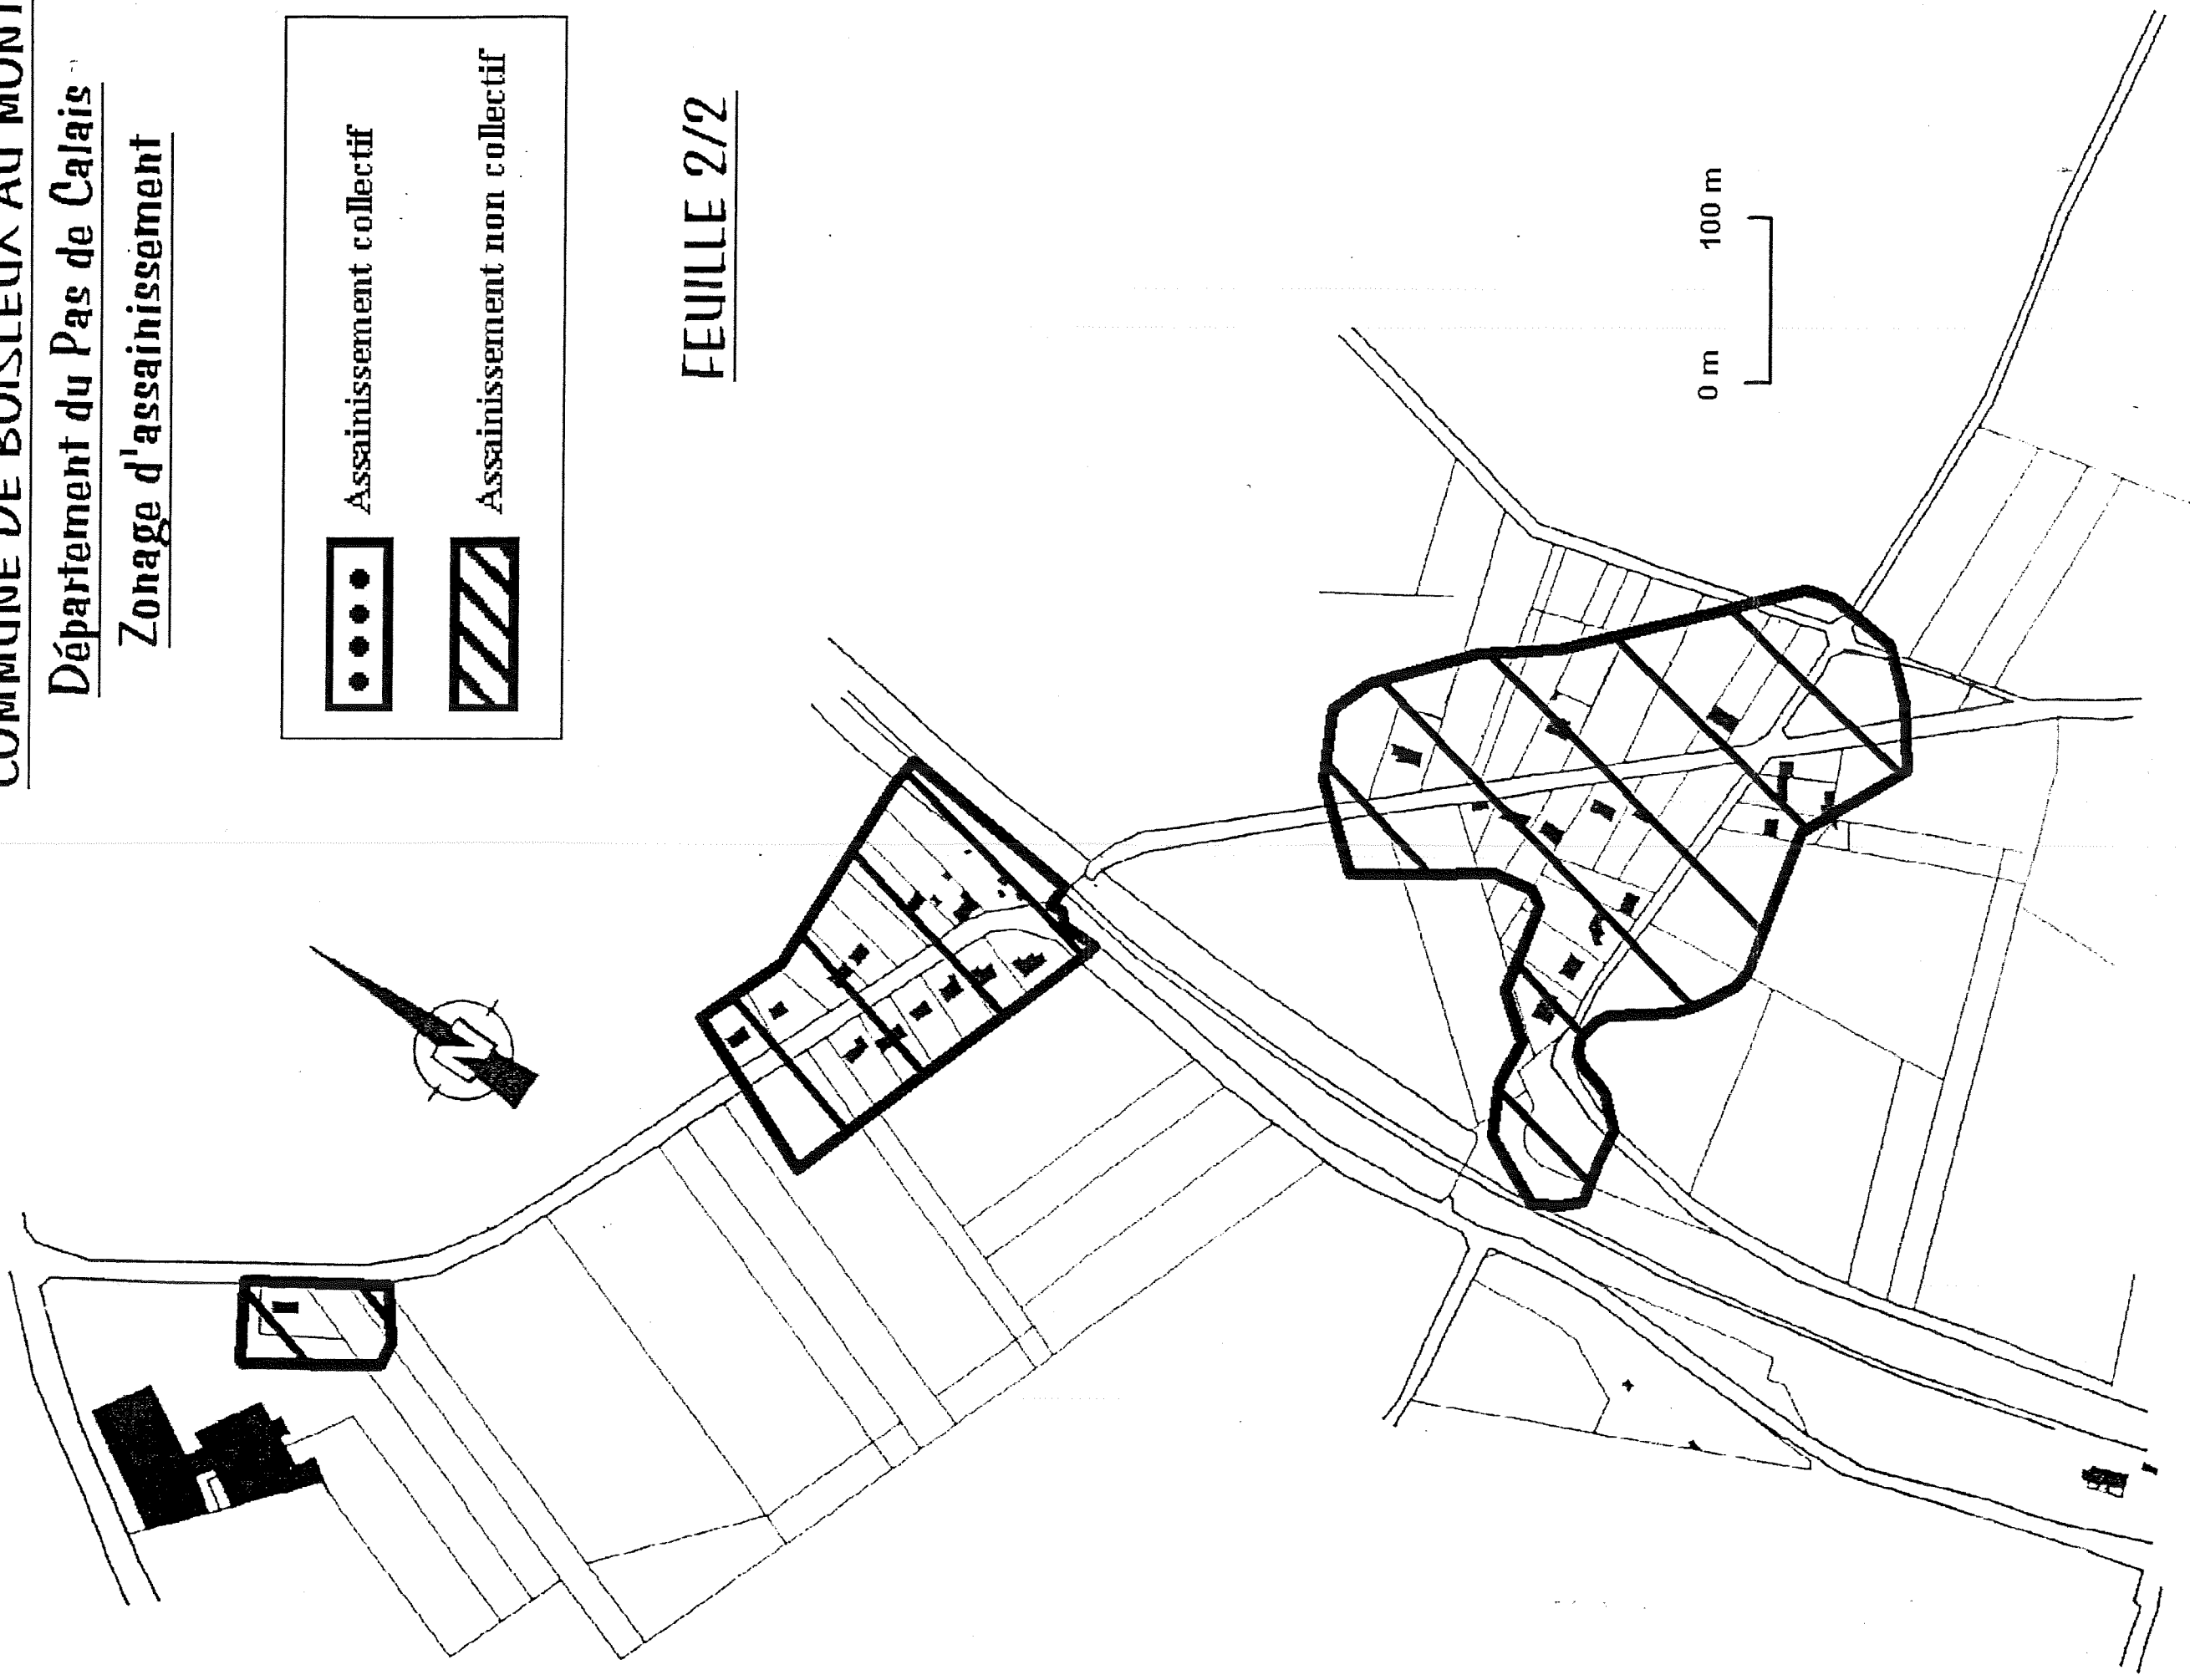 COMMUNE DE BOISLEUX AU MONT
Département du Pas de Calais
Zonage d'assainissement
Assainissement collectif
Assainissement non collectif
FEUILLE 2/2
N
0 m 100 m